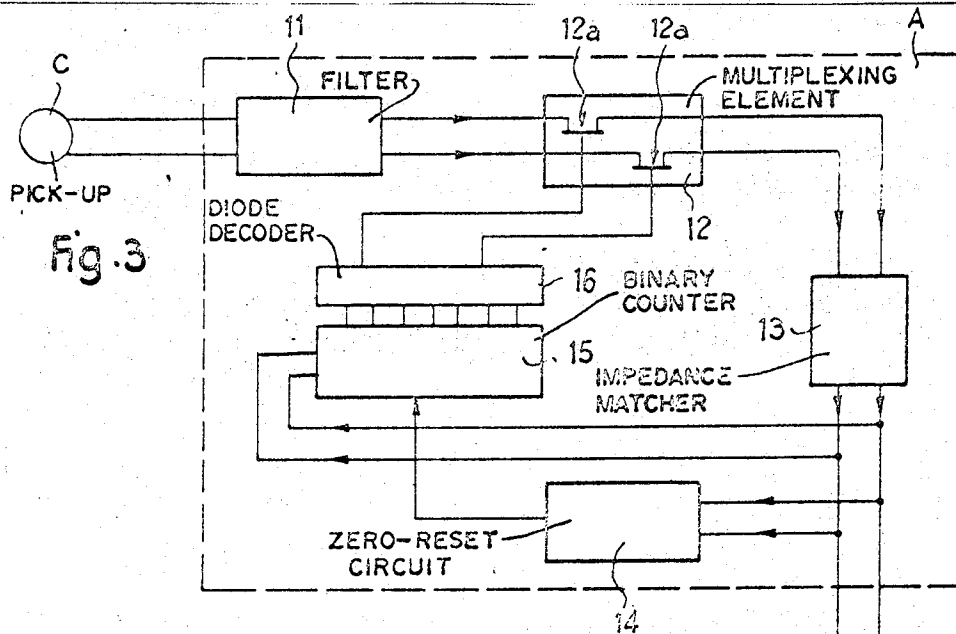 A
11
12a
12a
C
FILTER
MULTIPLEXING
ELEMENT
PICK-UP
12
DIODE
DECODER
Fig.3
16
BINARY
COUNTER
15
13
IMPEDANCE
MATCHER
ZERO-RESET
CIRCUIT
14